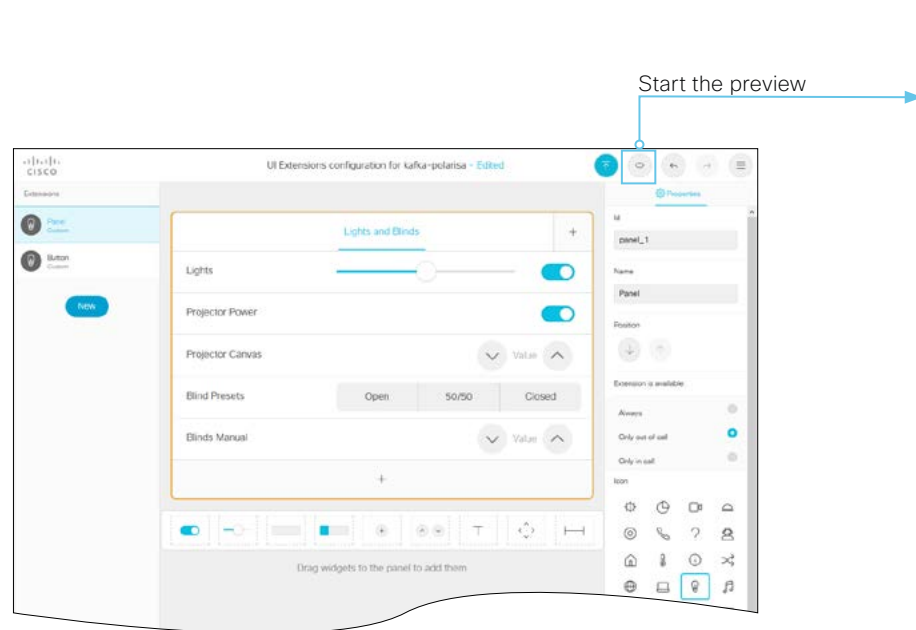 Start the preview
CISCO
UI Extensions configuration for kafka-polarisa - Edited
Extensions
Properties
Panel
Custom
Button
Custom
New
Lights and Blinds
+
Lights
Projector Power
Projector Canvas
Value
Blind Presets
Open
50/50
Closed
Blinds Manual
Value
+
Drag widgets to the panel to add them
Id
panel_1
Name
Panel
Position
Extension is available:
Always
Only out of call
Only in call
Icon